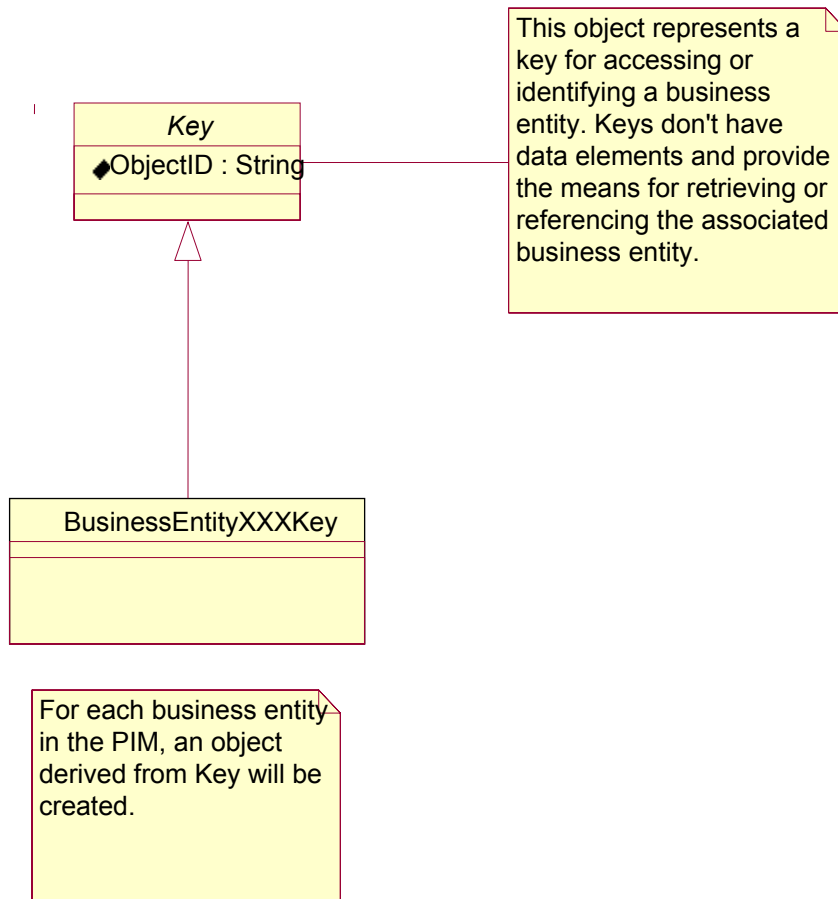 This object represents a
key for accessing or
identifying a business
entity. Keys don't have
data elements and provide
the means for retrieving or
referencing the associated
business entity.
Key
ObjectID : String
BusinessEntityXXXKey
For each business entity
in the PIM, an object
derived from Key will be
created.